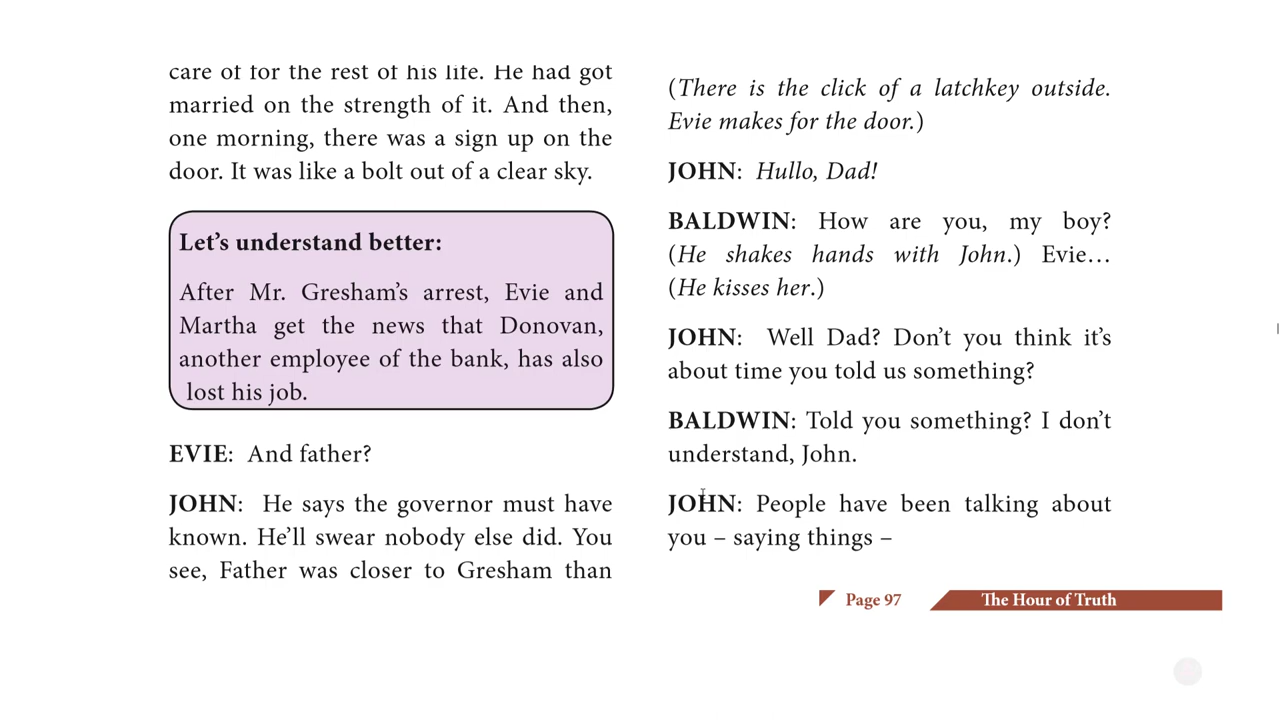 care of for the rest of his life. He had got
married on the strength of it. And then,
one morning, there was a sign up on the
door. It was like a bolt out of a clear sky.
Let’s understand better:
After Mr. Gresham’s arrest, Evie and
Martha get the news that Donovan,
another employee of the bank, has also
lost his job.
EVIE: And father?
JOHN: He says the governor must have
known. He’ll swear nobody else did. You
see, Father was closer to Gresham than
(There is the click of a latchkey outside.
Evie makes for the door.)
JOHN: Hullo, Dad!
BALDWIN: How are you, my boy?
(He shakes hands with John.) Evie…
(He kisses her.)
JOHN: Well Dad? Don’t you think it’s
about time you told us something?
BALDWIN: Told you something? I don’t
understand, John.
JOHN: People have been talking about
you – saying things –
Page 97 The Hour of Truth